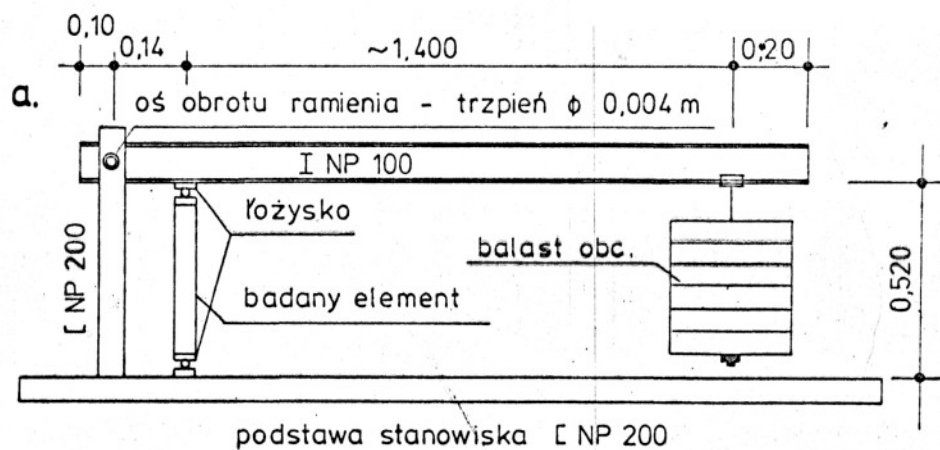 0,10
0,14
~1,400
0,20
a.
oś obrotu ramienia - trzpień ϕ 0,004 m
I NP 100
[ NP 200
łożysko
balast obc.
badany element
0,520
podstawa stanowiska [ NP 200